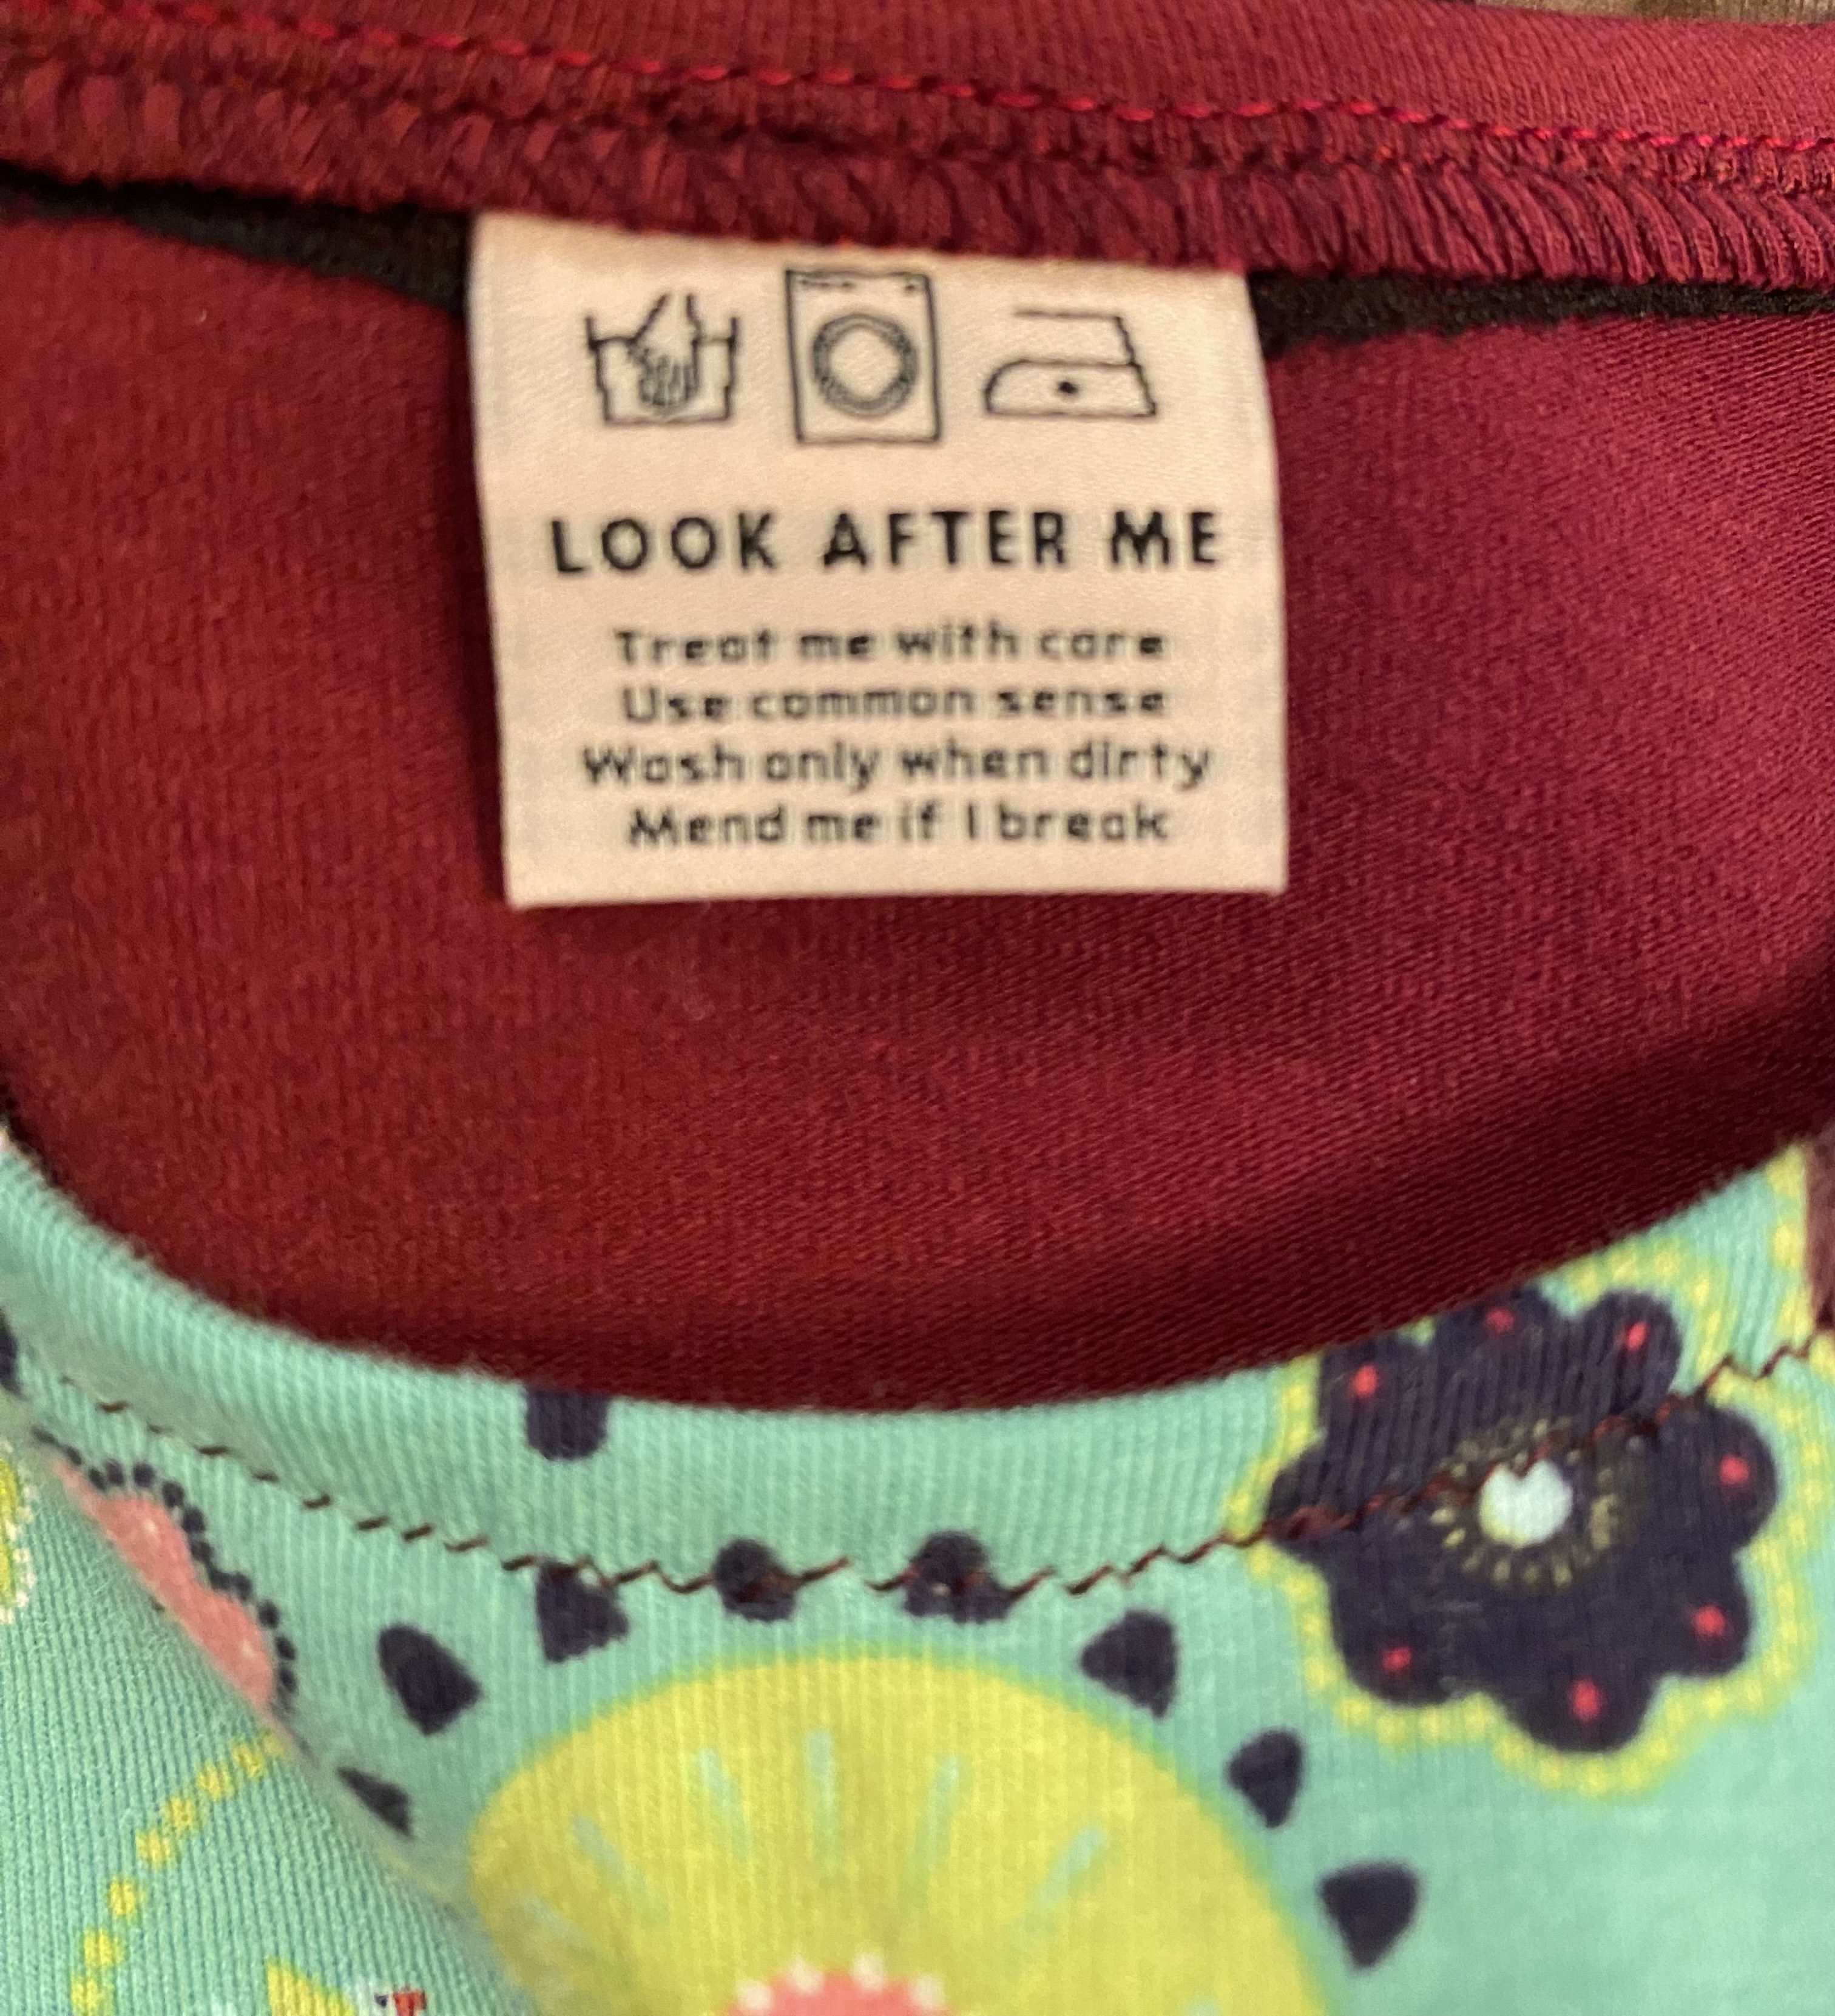 LOOK AFTER ME
Treat me with care
Use common sense
Wash only when dirty
Mend me if I break